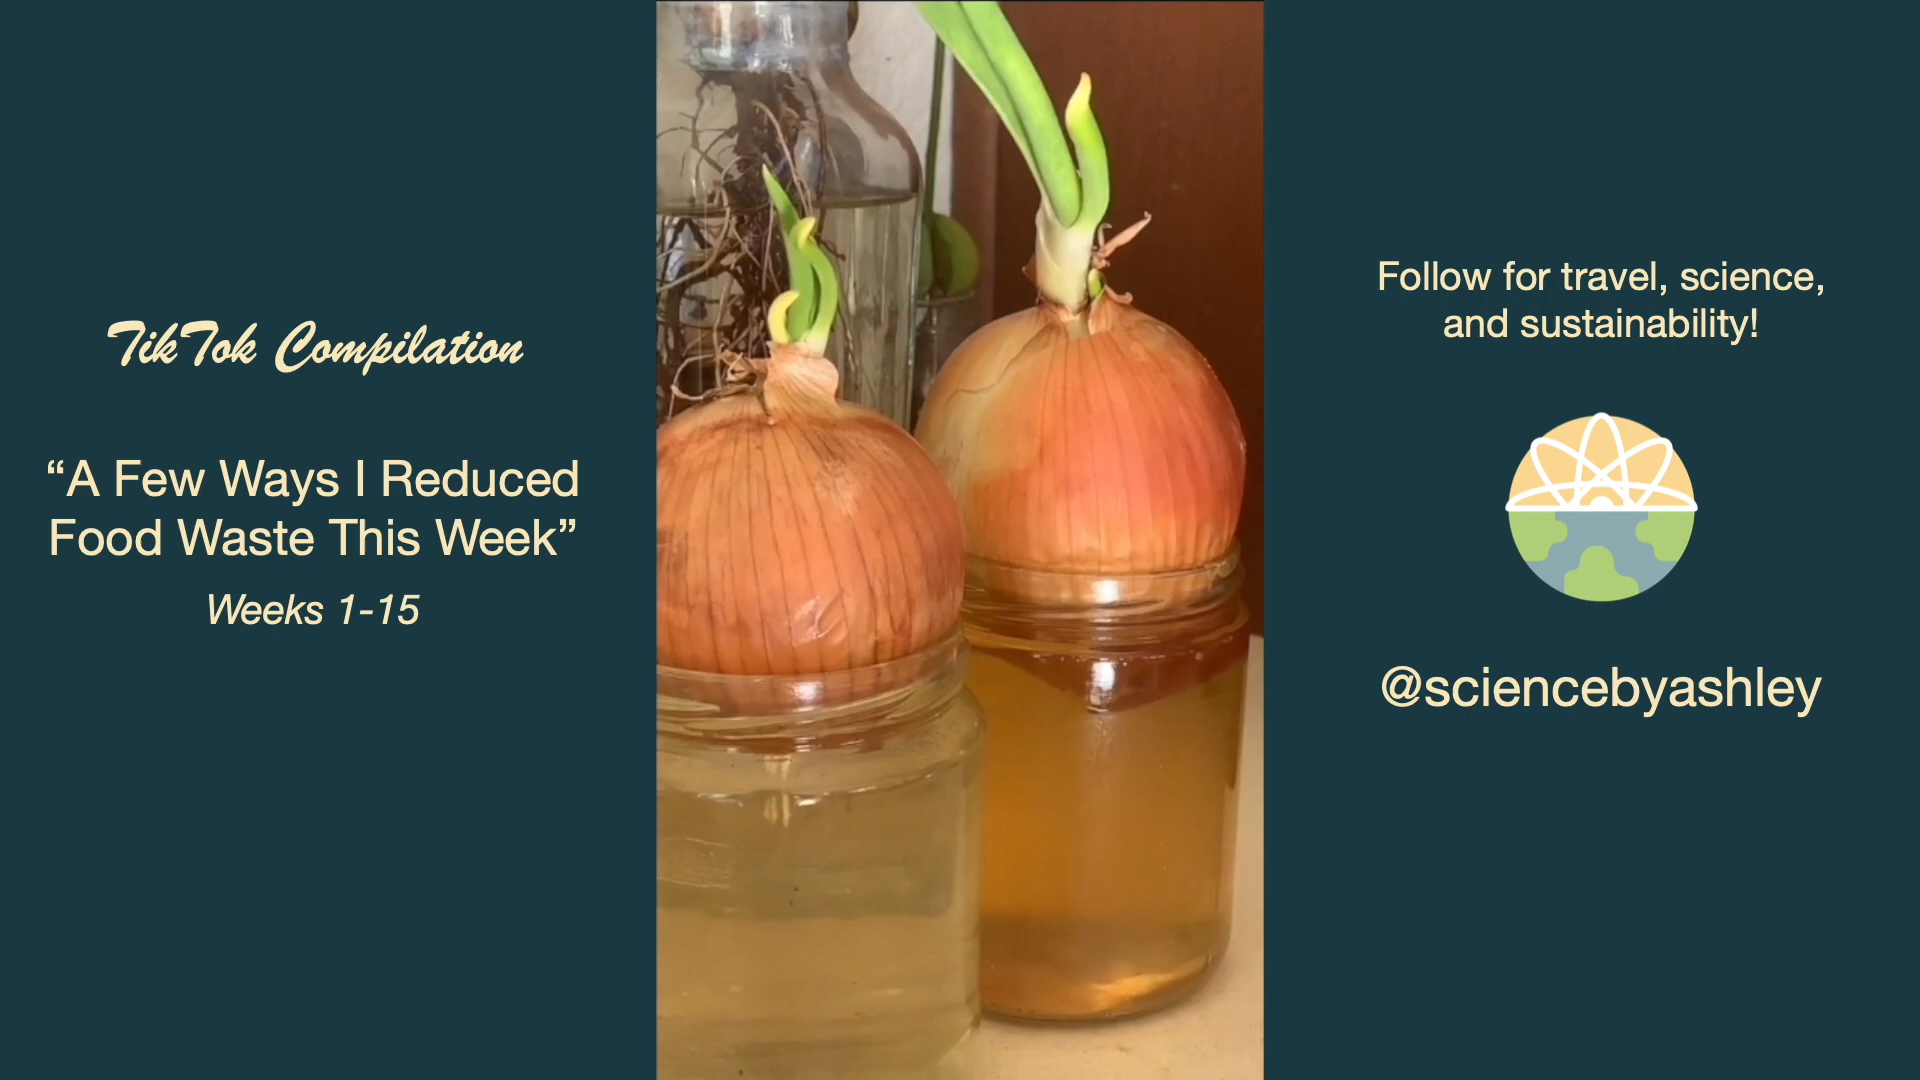 TikTok Compilation
“A Few Ways I Reduced
Food Waste This Week”
Weeks 1-15
Follow for travel, science,
and sustainability!
@sciencebyashley